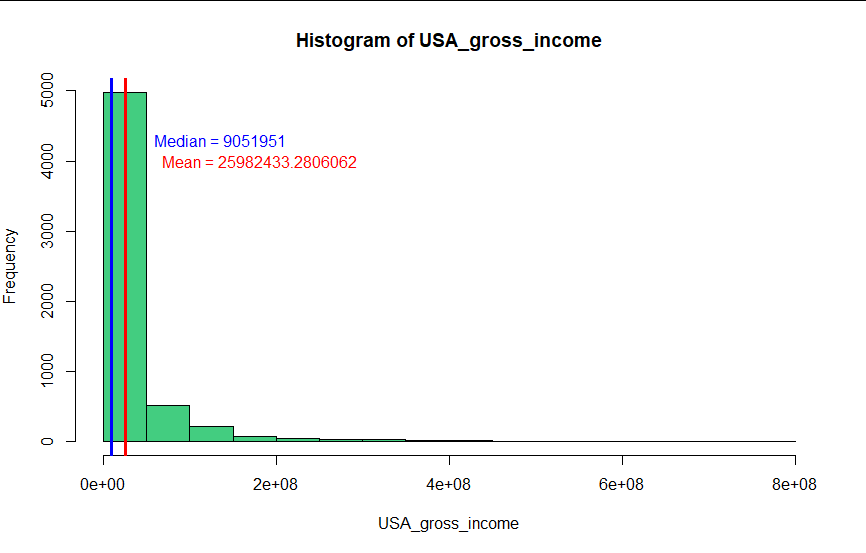 Histogram of USA_gross_income
5000
4000
3000
2000
1000
0
Frequency
Median = 9051951
Mean = 25982433.2806062
0e+00 2e+08 4e+08 6e+08 8e+08
USA_gross_income